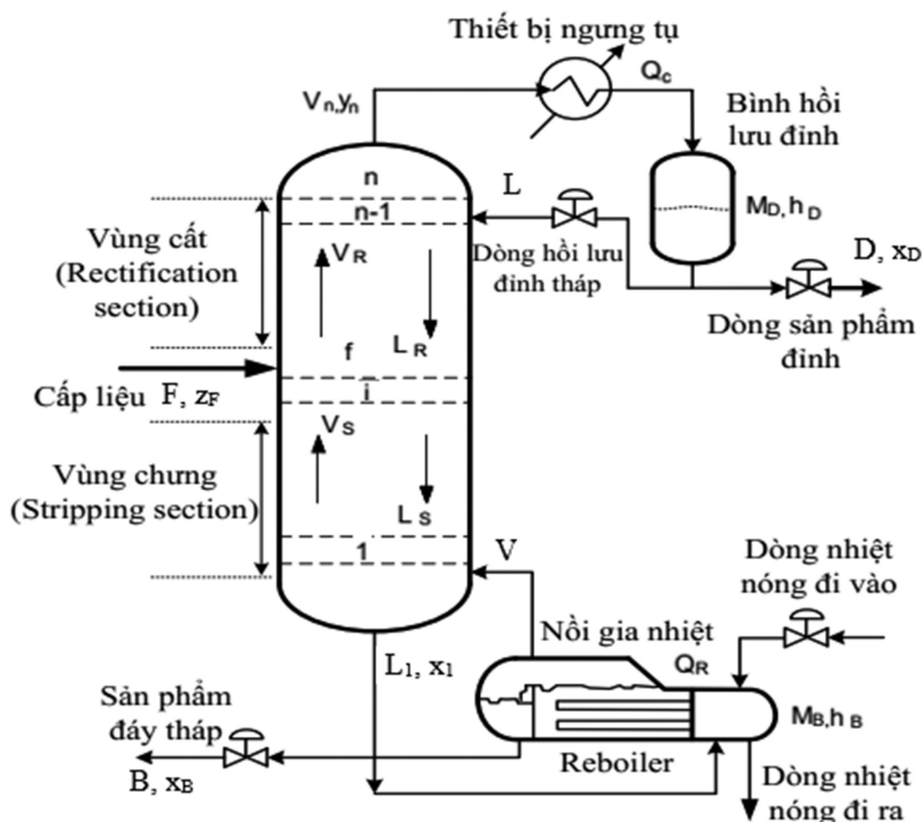 Thiết bị ngưng tụ
Qc
Vn,yn
Bình hồi
lưu đỉnh
n
n-1
L
MD, hD
Vùng cắt
(Rectification
section)
VR
LR
Dòng hồi lưu
đỉnh tháp
D, xD
Dòng sản phẩm
đỉnh
f
Cấp liệu F, zF
i
VS
Vùng chưng
(Stripping section)
LS
1
V
Dòng nhiệt
nóng đi vào
Nồi gia nhiệt
QR
L1, x1
Sản phẩm
đáy tháp
MB,hB
B, xB
Reboiler
Dòng nhiệt
nóng đi ra